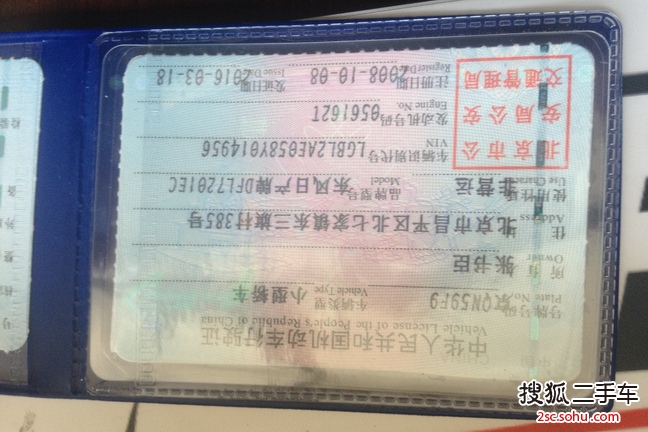 中华人民共和国机动车行驶证
Vehicle License of the People's Republic of China
号牌号码 京QN59F9 车辆类型 小型轿车
Plate No. Vehicle Type
所有人 张书臣
Owner
住址 北京市昌平区北七家镇东三旗村385号
Address
使用性质 非营运 品牌型号 东风日产牌DFL7201EC
Use Character Model
北京市公安局公安交通管理局
车辆识别代号 LGBL2AE058Y014956
VIN
发动机号码 056162T
Engine No.
注册日期 2008-10-08 发证日期 2016-03-18
Register Date Issue Date
搜狐二手车
2sc.sohu.com